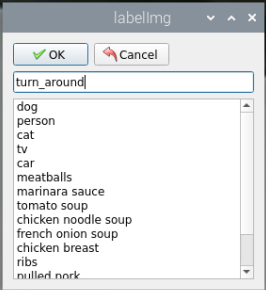 labelImg
OK
Cancel
turn_around
dog
person
cat
tv
car
meatballs
marinara sauce
tomato soup
chicken noodle soup
french onion soup
chicken breast
ribs
pulled pork